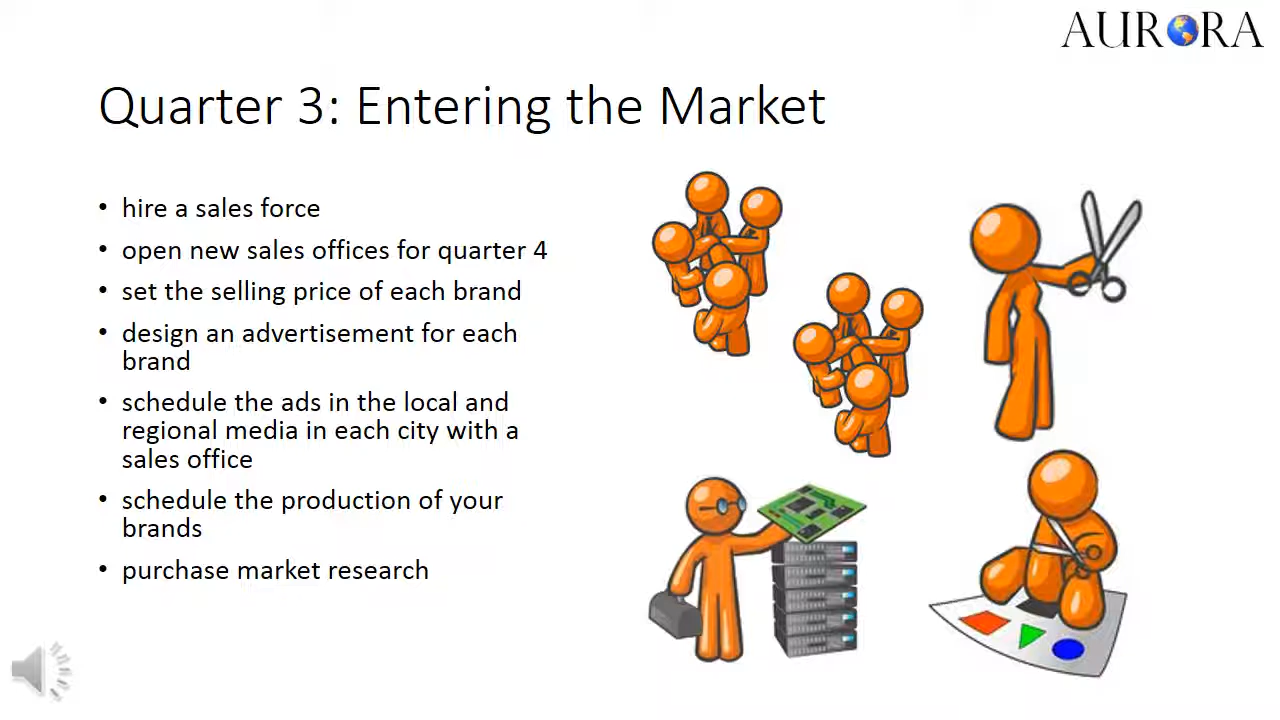 AURORA
Quarter 3: Entering the Market
• hire a sales force
• open new sales offices for quarter 4
• set the selling price of each brand
• design an advertisement for each
brand
• schedule the ads in the local and
regional media in each city with a
sales office
• schedule the production of your
brands
• purchase market research